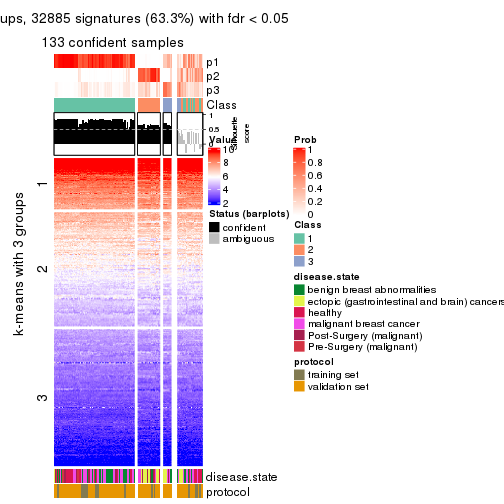 ups, 32885 signatures (63.3%) with fdr < 0.05
133 confident samples
p1
p2
p3
Class
1
0.5
0
Silhouette
score
k-means with 3 groups
1
2
3
disease.state
protocol
Value
10
8
6
4
2
Status (barplots)
confident
ambiguous
Prob
1
0.8
0.6
0.4
0.2
0
Class
1
2
3
disease.state
benign breast abnormalities
ectopic (gastrointestinal and brain) cancers
healthy
malignant breast cancer
Post-Surgery (malignant)
Pre-Surgery (malignant)
protocol
training set
validation set